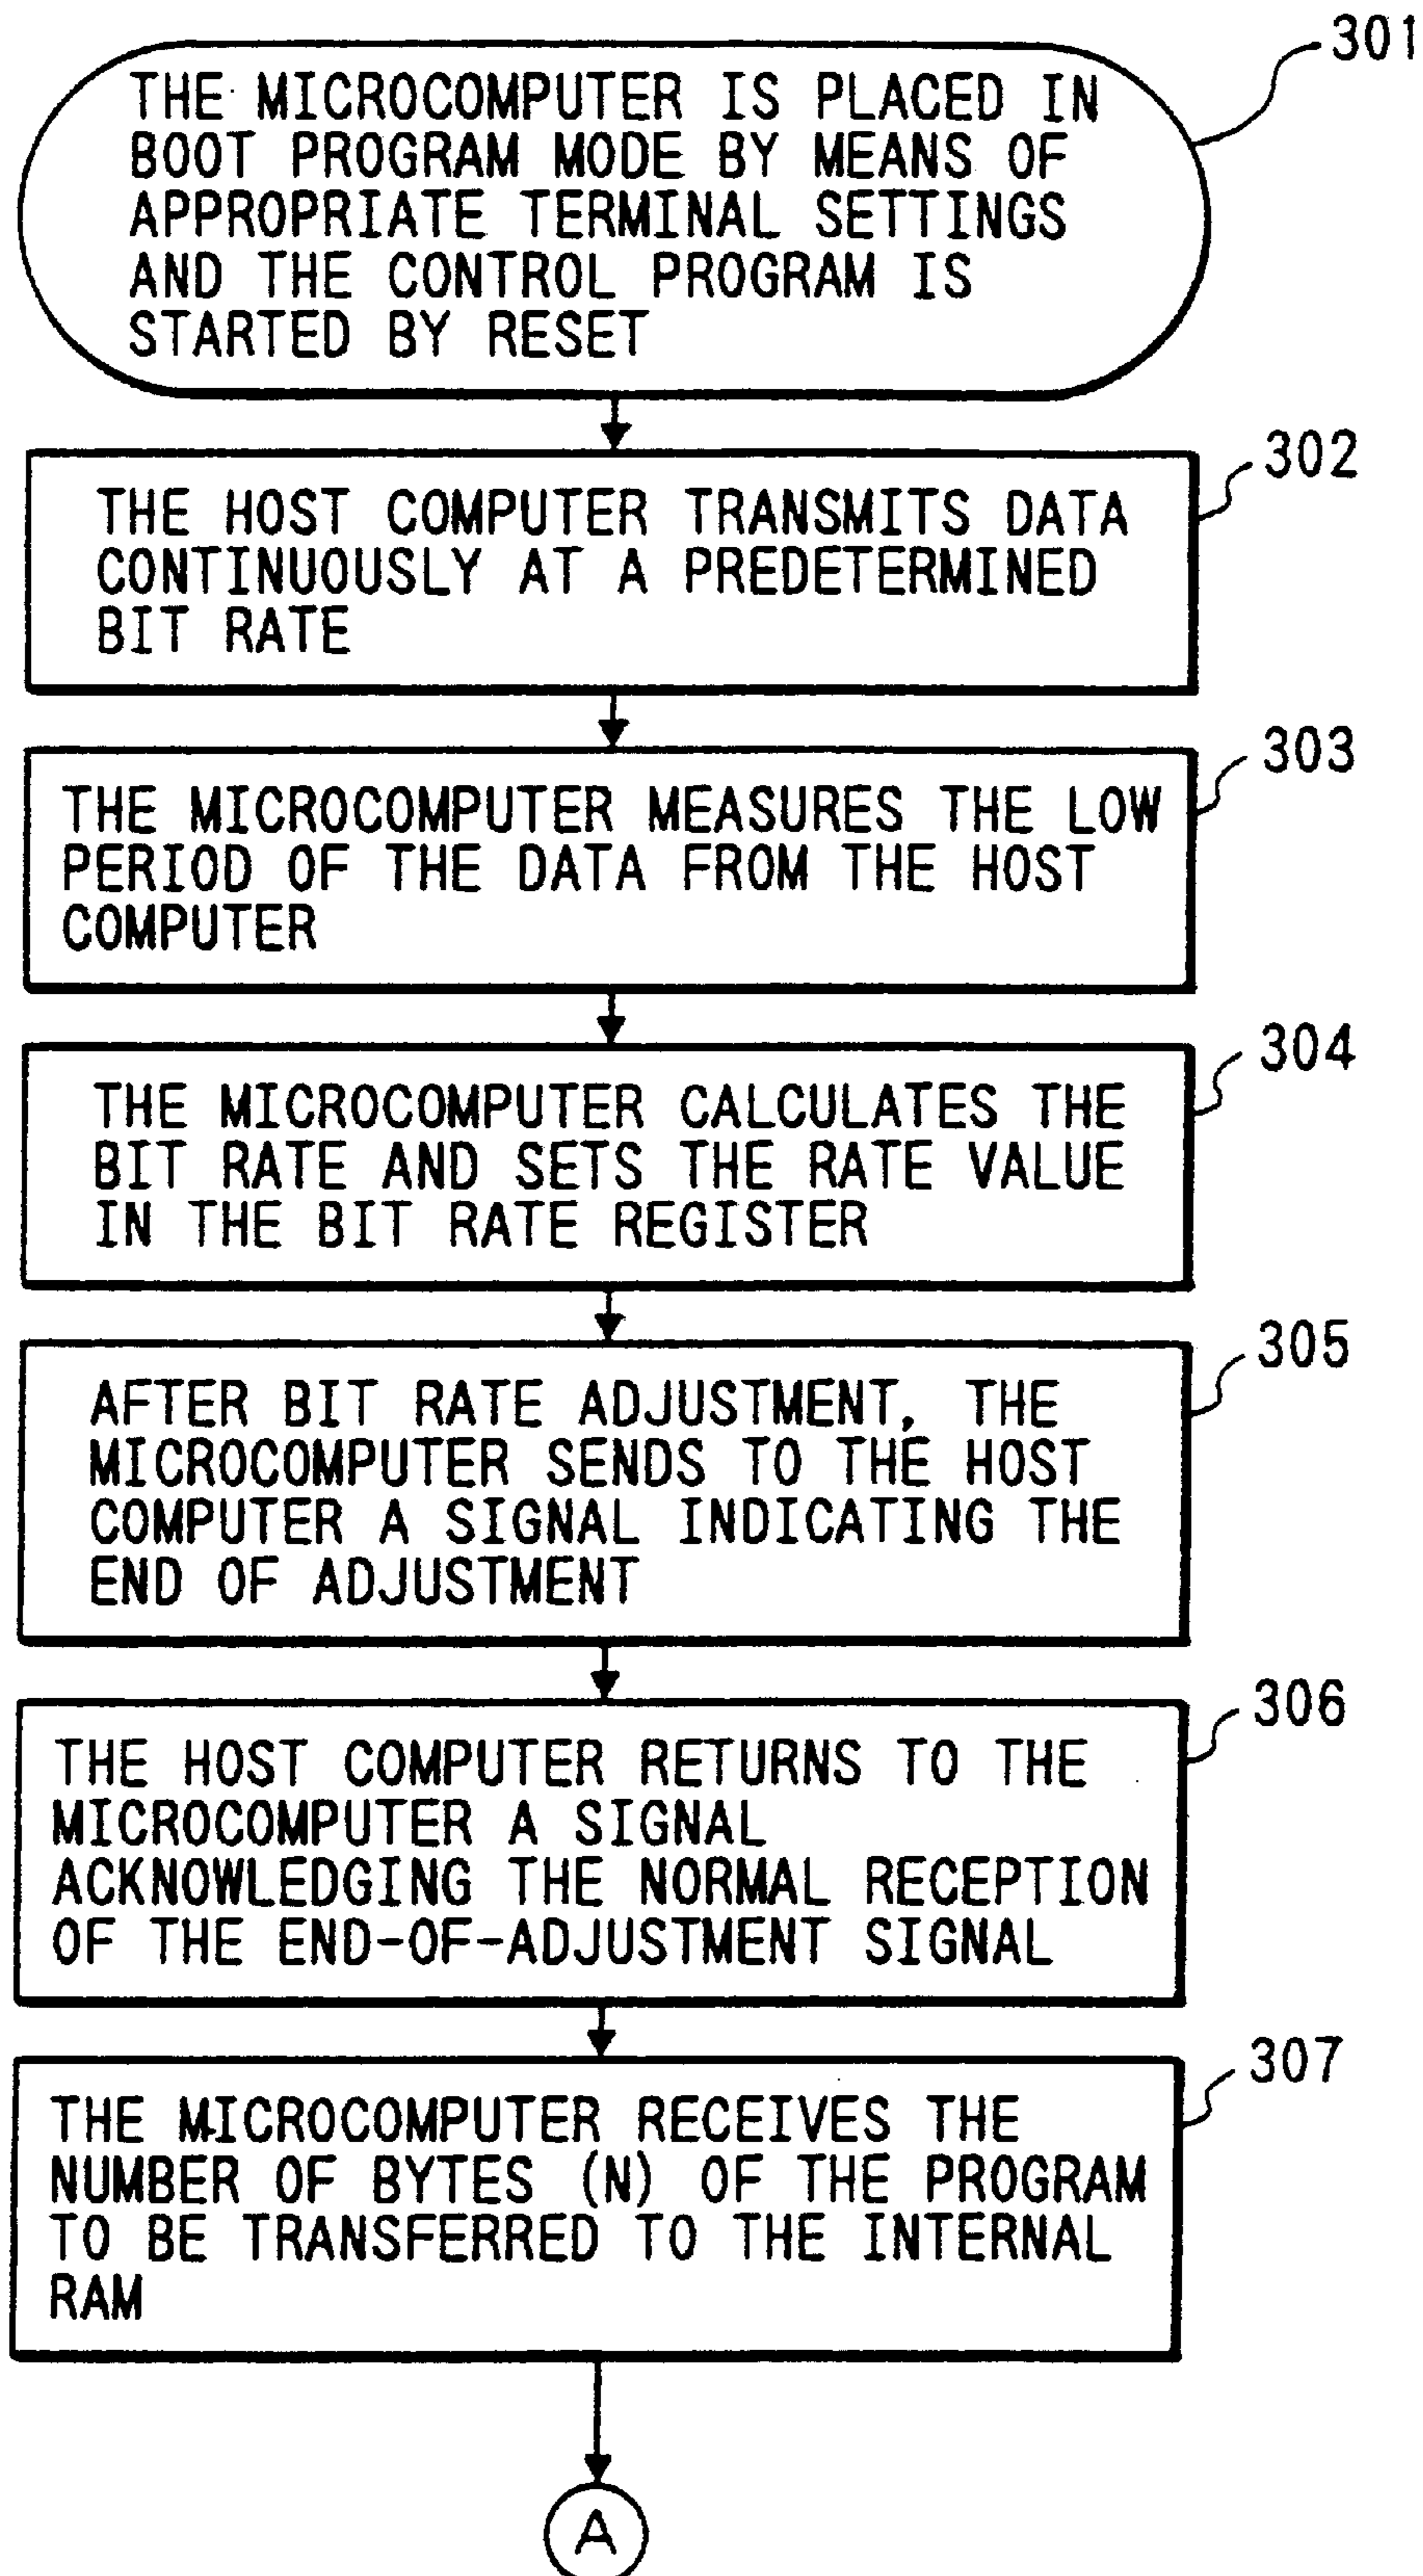 301
THE MICROCOMPUTER IS PLACED IN
BOOT PROGRAM MODE BY MEANS OF
APPROPRIATE TERMINAL SETTINGS
AND THE CONTROL PROGRAM IS
STARTED BY RESET
302
THE HOST COMPUTER TRANSMITS DATA
CONTINUOUSLY AT A PREDETERMINED
BIT RATE
303
THE MICROCOMPUTER MEASURES THE LOW
PERIOD OF THE DATA FROM THE HOST
COMPUTER
304
THE MICROCOMPUTER CALCULATES THE
BIT RATE AND SETS THE RATE VALUE
IN THE BIT RATE REGISTER
305
AFTER BIT RATE ADJUSTMENT, THE
MICROCOMPUTER SENDS TO THE HOST
COMPUTER A SIGNAL INDICATING THE
END OF ADJUSTMENT
306
THE HOST COMPUTER RETURNS TO THE
MICROCOMPUTER A SIGNAL
ACKNOWLEDGING THE NORMAL RECEPTION
OF THE END-OF-ADJUSTMENT SIGNAL
307
THE MICROCOMPUTER RECEIVES THE
NUMBER OF BYTES (N) OF THE PROGRAM
TO BE TRANSFERRED TO THE INTERNAL
RAM
A